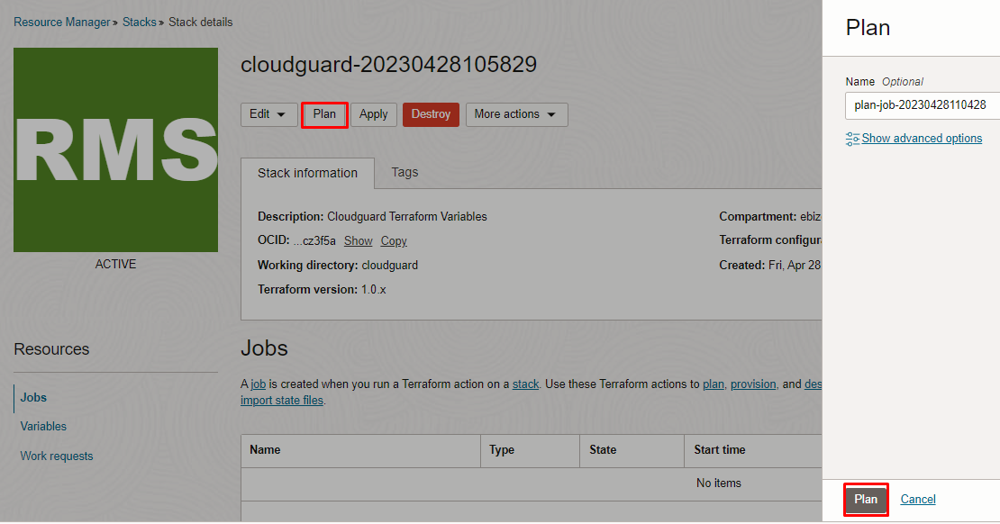 Resource Manager » Stacks » Stack details
RMS
ACTIVE
cloudguard-20230428105829
Edit Plan Apply Destroy More actions
Stack information Tags
Description: Cloudguard Terraform Variables
OCID: ...cz3f5a Show Copy
Working directory: cloudguard
Terraform version: 1.0.x
Compartment: ebiz
Terraform configura
Created: Fri, Apr 28
Resources
Jobs
Variables
Work requests
Jobs
A job is created when you run a Terraform action on a stack. Use these Terraform actions to plan, provision, and des
import state files.
Name Type State Start time
No items
Plan
Name Optional
plan-job-20230428110428
Show advanced options
Plan Cancel